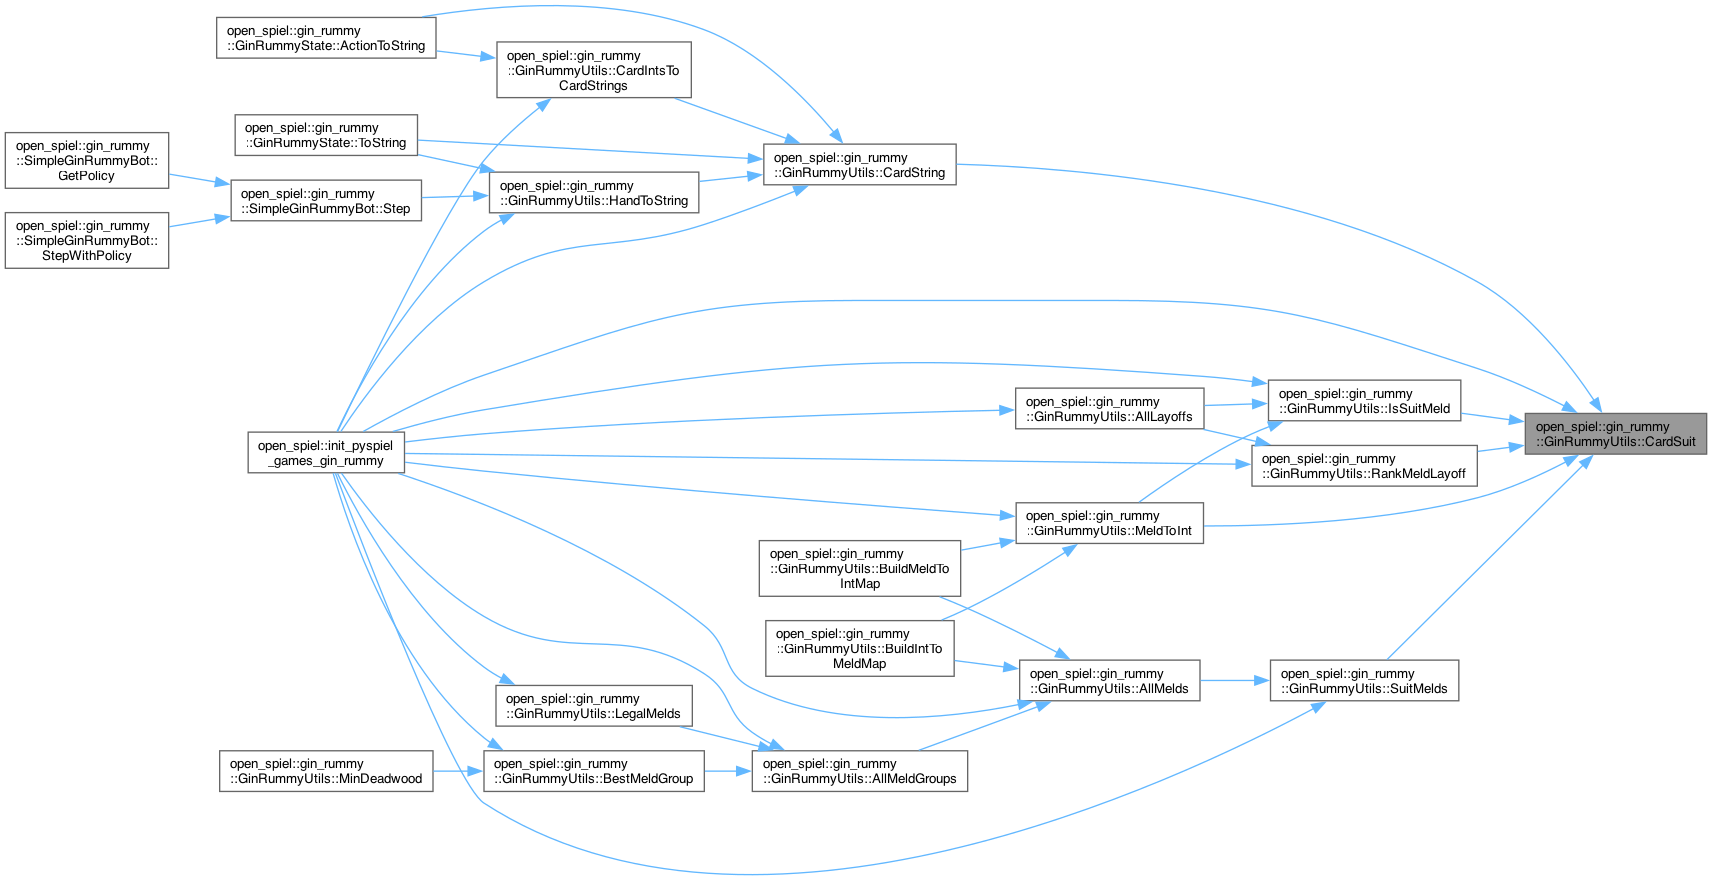 open_spiel::gin_rummy
::GinRummyState::ActionToString
open_spiel::gin_rummy
::GinRummyUtils::CardIntsTo
CardStrings
open_spiel::gin_rummy
::GinRummyState::ToString
open_spiel::gin_rummy
::SimpleGinRummyBot::
GetPolicy
open_spiel::gin_rummy
::GinRummyUtils::CardString
open_spiel::gin_rummy
::SimpleGinRummyBot::Step
open_spiel::gin_rummy
::GinRummyUtils::HandToString
open_spiel::gin_rummy
::SimpleGinRummyBot::
StepWithPolicy
open_spiel::gin_rummy
::GinRummyUtils::IsSuitMeld
open_spiel::gin_rummy
::GinRummyUtils::AllLayoffs
open_spiel::gin_rummy
::GinRummyUtils::CardSuit
open_spiel::init_pyspiel
_games_gin_rummy
open_spiel::gin_rummy
::GinRummyUtils::RankMeldLayoff
open_spiel::gin_rummy
::GinRummyUtils::MeldToInt
open_spiel::gin_rummy
::GinRummyUtils::BuildMeldTo
IntMap
open_spiel::gin_rummy
::GinRummyUtils::BuildIntTo
MeldMap
open_spiel::gin_rummy
::GinRummyUtils::AllMelds
open_spiel::gin_rummy
::GinRummyUtils::SuitMelds
open_spiel::gin_rummy
::GinRummyUtils::LegalMelds
open_spiel::gin_rummy
::GinRummyUtils::MinDeadwood
open_spiel::gin_rummy
::GinRummyUtils::BestMeldGroup
open_spiel::gin_rummy
::GinRummyUtils::AllMeldGroups